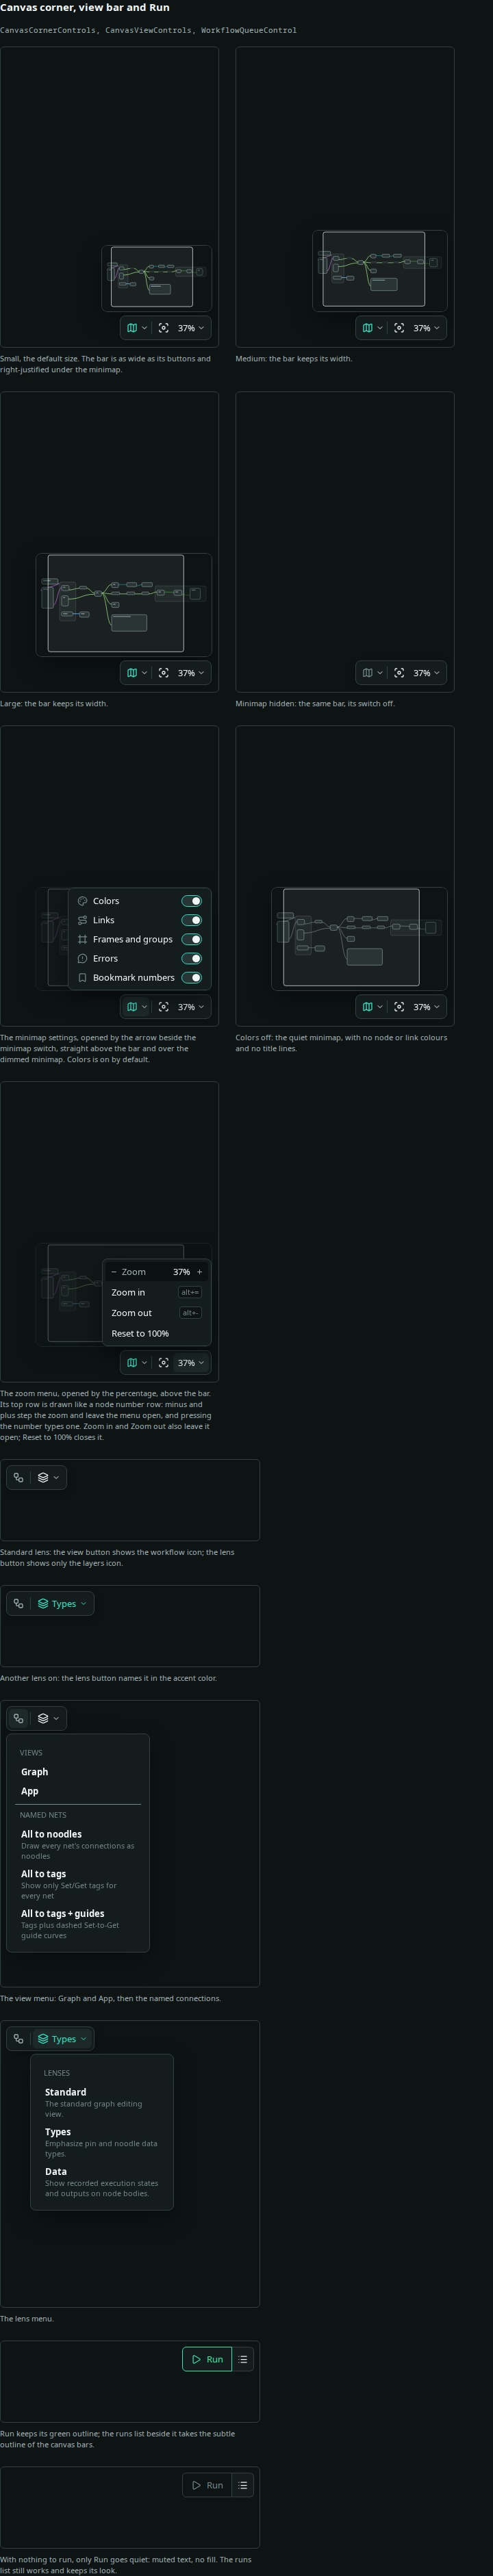 Canvas corner, view bar and Run
CanvasCornerControls, CanvasViewControls, WorkflowQueueControl
37%
37%
Small, the default size. The bar is as wide as its buttons and
right-justified under the minimap.
Medium: the bar keeps its width.
37%
37%
Large: the bar keeps its width.
Minimap hidden: the same bar, its switch off.
Colors
Links
Frames and groups
Errors
Bookmark numbers
37%
37%
The minimap settings, opened by the arrow beside the
minimap switch, straight above the bar and over the
dimmed minimap. Colors is on by default.
Colors off: the quiet minimap, with no node or link colours
and no title lines.
− Zoom 37% +
Zoom in alt+=
Zoom out alt+-
Reset to 100%
37%
The zoom menu, opened by the percentage, above the bar.
Its top row is drawn like a node number row: minus and
plus step the zoom and leave the menu open, and pressing
the number types one. Zoom in and Zoom out also leave it
open; Reset to 100% closes it.
Standard lens: the view button shows the workflow icon; the lens
button shows only the layers icon.
Types
Another lens on: the lens button names it in the accent color.
VIEWS
Graph
App
NAMED NETS
All to noodles
Draw every net's connections as
noodles
All to tags
Show only Set/Get tags for
every net
All to tags + guides
Tags plus dashed Set-to-Get
guide curves
The view menu: Graph and App, then the named connections.
Types
LENSES
Standard
The standard graph editing
view.
Types
Emphasize pin and noodle data
types.
Data
Show recorded execution states
and outputs on node bodies.
The lens menu.
Run
Run keeps its green outline; the runs list beside it takes the subtle
outline of the canvas bars.
Run
With nothing to run, only Run goes quiet: muted text, no fill. The runs
list still works and keeps its look.